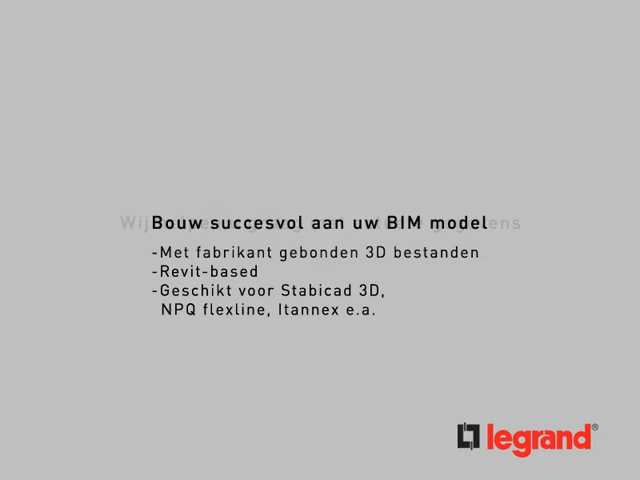 Bouw succesvol aan uw BIM model
-Met fabrikant gebonden 3D bestanden
-Revit-based
-Geschikt voor Stabicad 3D,
NPQ flexline, Itannex e.a.
legrand®